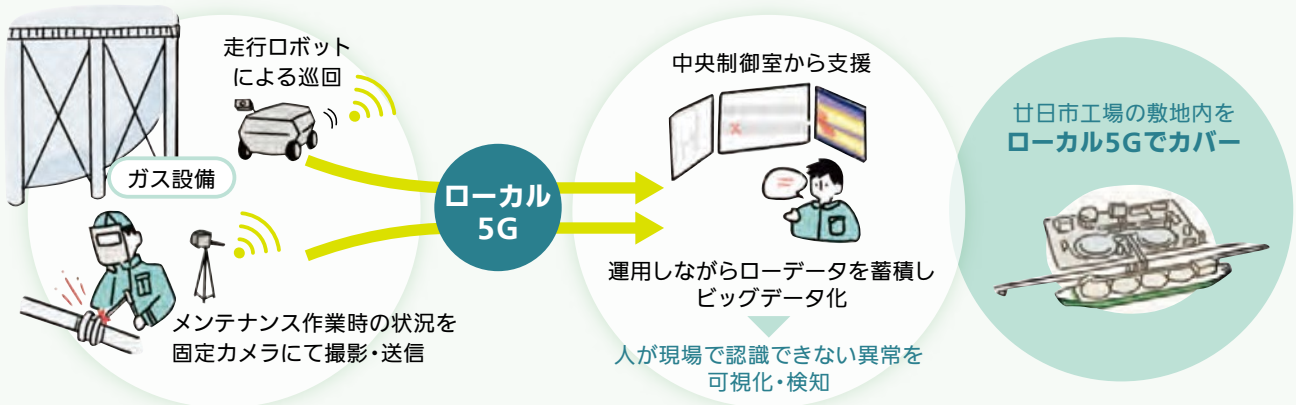 走行ロボット
による巡回
ガス設備
メンテナンス作業時の状況を
固定カメラにて撮影・送信
ローカル
5G
中央制御室から支援
運用しながらローデータを蓄積し
ビッグデータ化
人が現場で認識できない異常を
可視化・検知
廿日市工場の敷地内を
ローカル5Gでカバー